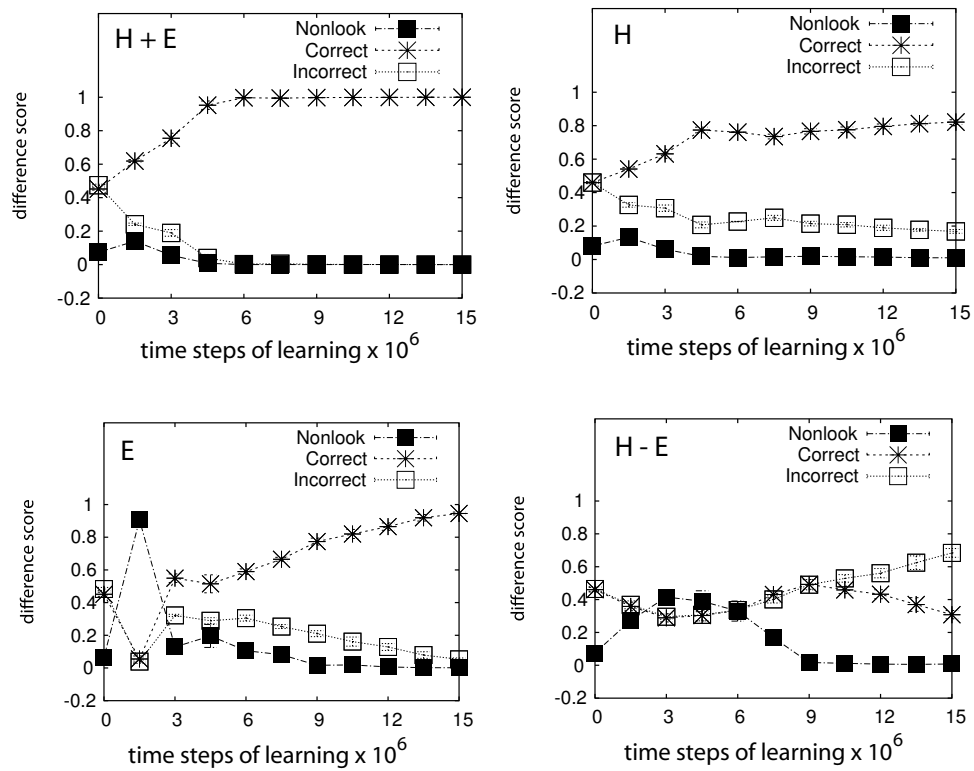 H + E
Nonlook
Correct
Incorrect
difference score
1
0.8
0.6
0.4
0.2
0
-0.2
0 3 6 9 12 15
time steps of learning x 10^6
H
Nonlook
Correct
Incorrect
difference score
1
0.8
0.6
0.4
0.2
0
-0.2
0 3 6 9 12 15
time steps of learning x 10^6
E
Nonlook
Correct
Incorrect
difference score
1
0.8
0.6
0.4
0.2
0
-0.2
0 3 6 9 12 15
time steps of learning x 10^6
H - E
Nonlook
Correct
Incorrect
difference score
1
0.8
0.6
0.4
0.2
0
-0.2
0 3 6 9 12 15
time steps of learning x 10^6